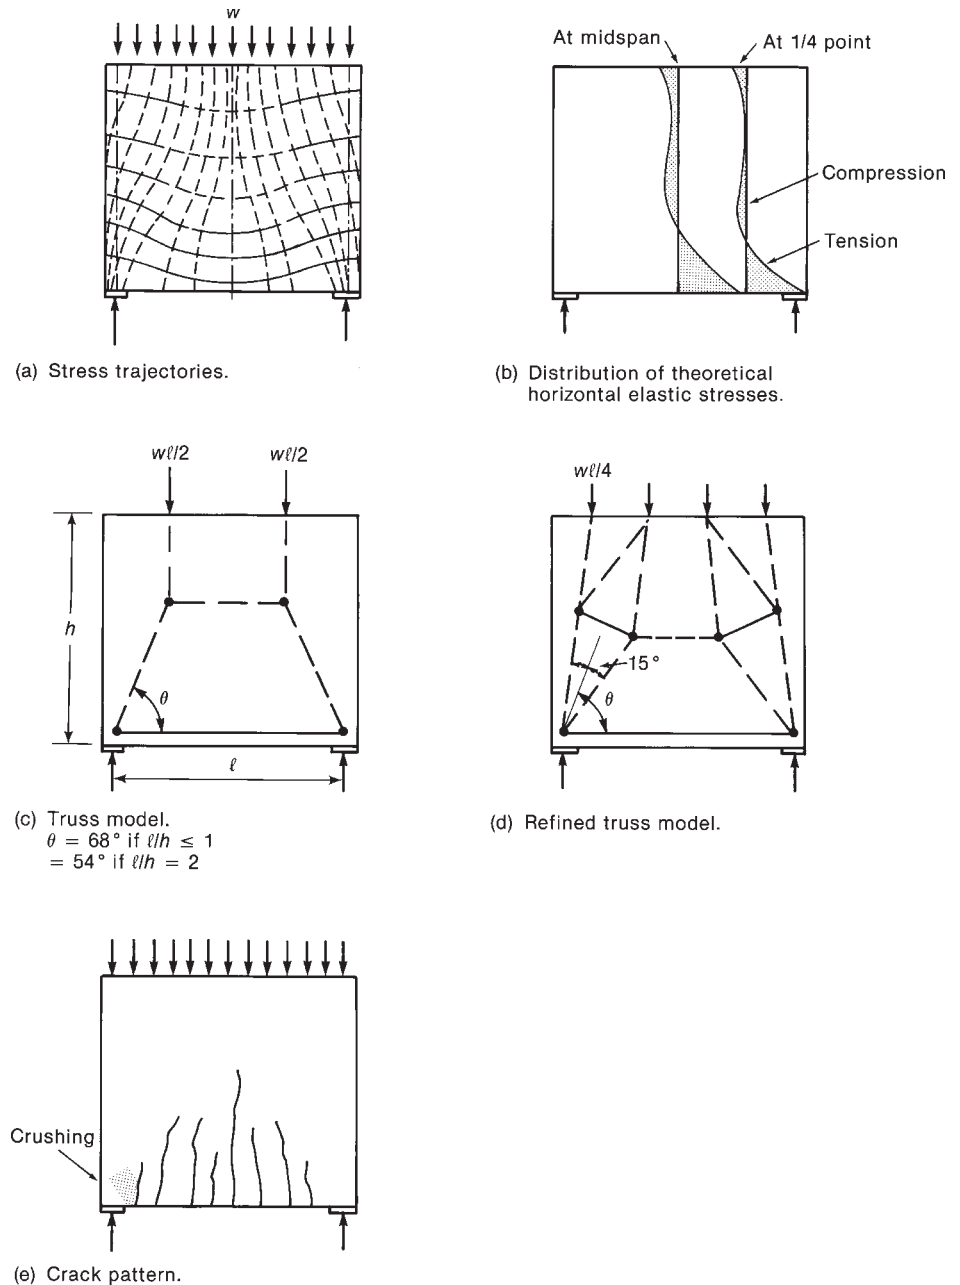 w
(a) Stress trajectories.
At midspan
At 1/4 point
Compression
Tension
(b) Distribution of theoretical
horizontal elastic stresses.
wℓ/2
wℓ/2
h
θ
ℓ
(c) Truss model.
θ = 68° if ℓ/h ≤ 1
= 54° if ℓ/h = 2
wℓ/4
15°
θ
(d) Refined truss model.
Crushing
(e) Crack pattern.